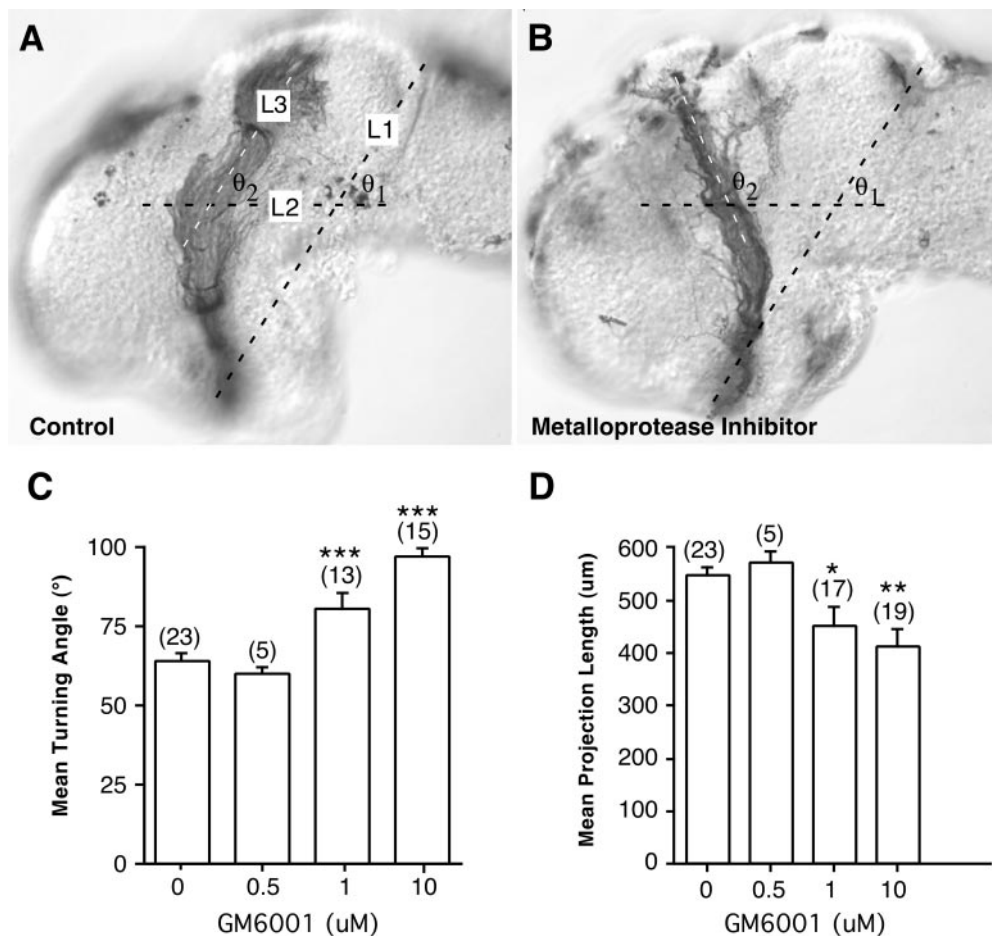 A
L3
L1
θ2
θ1
L2
Control
B
θ2
θ1
Metalloprotease Inhibitor
C
Mean Turning Angle (°)
100
75
50
25
0
(23)
(5)
***
(13)
***
(15)
0 0.5 1 10
GM6001 (uM)
D
Mean Projection Length (um)
600
500
400
300
200
100
0
(23)
(5)
*
(17)
**
(19)
0 0.5 1 10
GM6001 (uM)